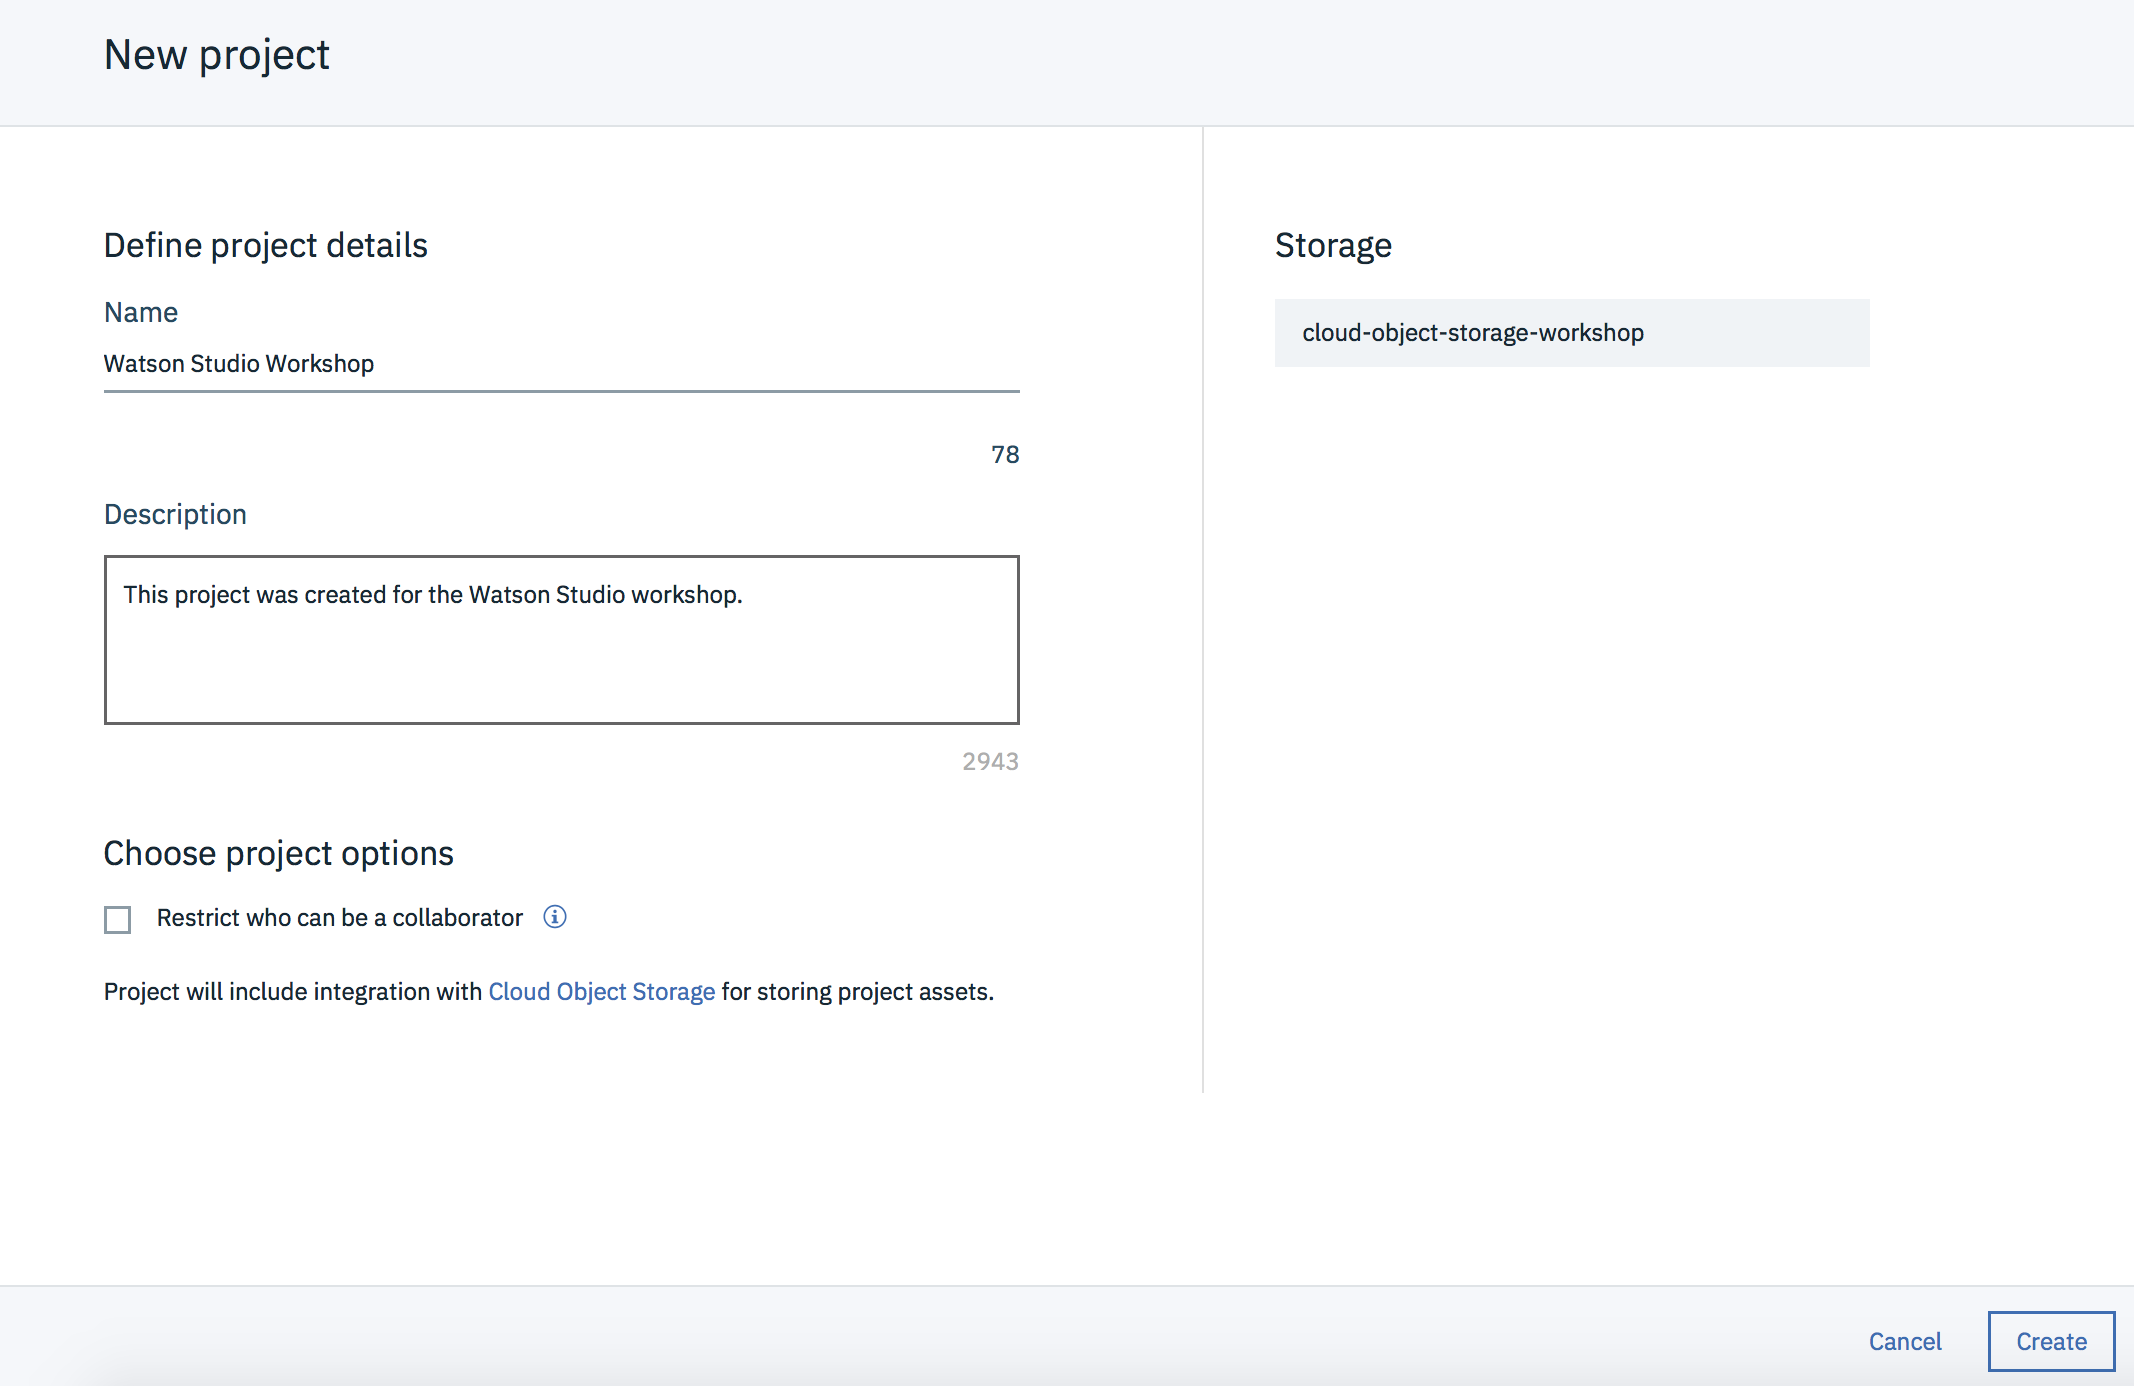 New project
Define project details
Name
Watson Studio Workshop
78
Description
This project was created for the Watson Studio workshop.
2943
Choose project options
Restrict who can be a collaborator
Project will include integration with Cloud Object Storage for storing project assets.
Storage
cloud-object-storage-workshop
Cancel
Create